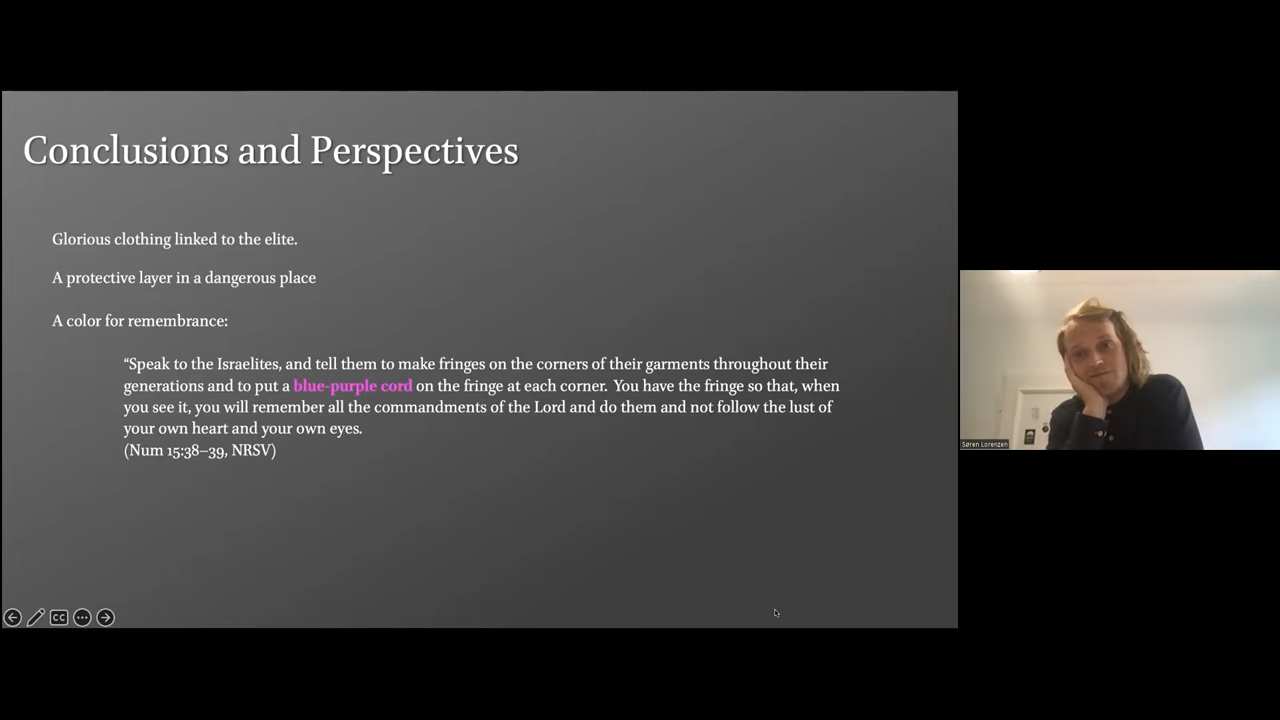 Conclusions and Perspectives
Glorious clothing linked to the elite.
A protective layer in a dangerous place
A color for remembrance:
“Speak to the Israelites, and tell them to make fringes on the corners of their garments throughout their
generations and to put a blue-purple cord on the fringe at each corner. You have the fringe so that, when
you see it, you will remember all the commandments of the Lord and do them and not follow the lust of
your own heart and your own eyes.
(Num 15:38–39, NRSV)
CC
Søren Lorenzen